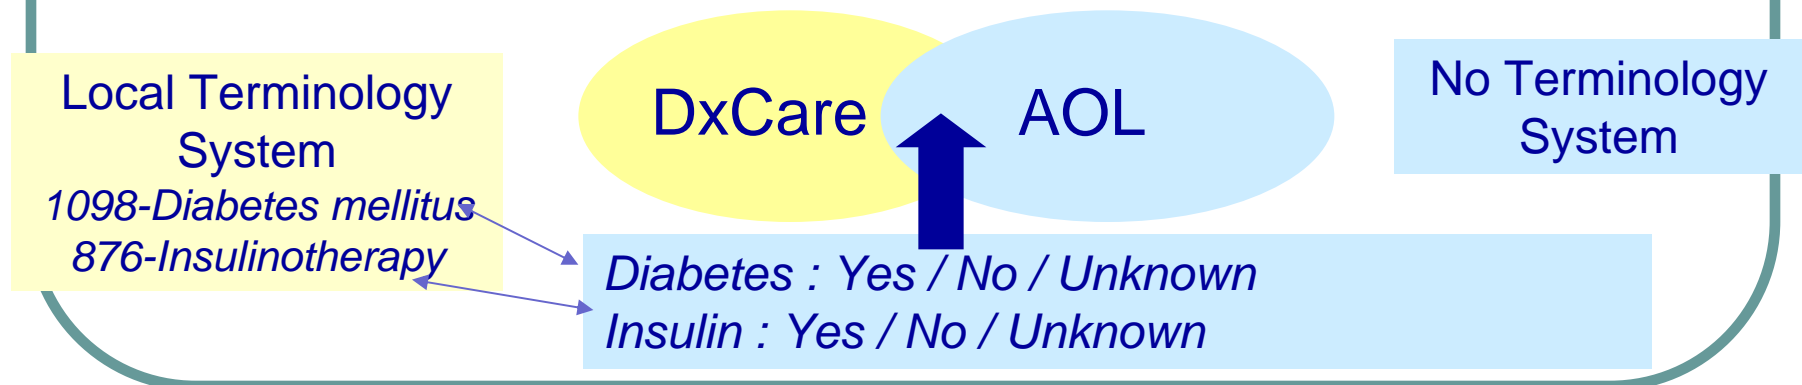 Local Terminology
System
1098-Diabetes mellitus
876-Insulinotherapy
DxCare
AOL
No Terminology
System
Diabetes : Yes / No / Unknown
Insulin : Yes / No / Unknown